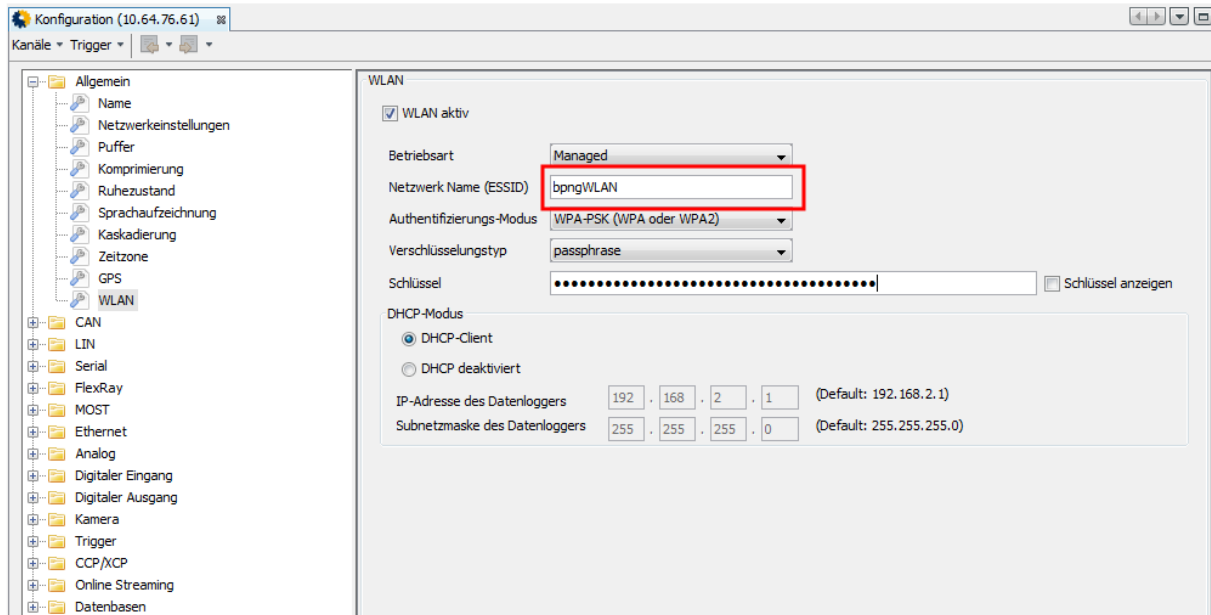 Konfiguration (10.64.76.61)
Kanäle Trigger
Allgemein
Name
Netzwerkeinstellungen
Puffer
Komprimierung
Ruhezustand
Sprachaufzeichnung
Kaskadierung
Zeitzone
GPS
WLAN
CAN
LIN
Serial
FlexRay
MOST
Ethernet
Analog
Digitaler Eingang
Digitaler Ausgang
Kamera
Trigger
CCP/XCP
Online Streaming
Datenbasen
WLAN
WLAN aktiv
Betriebsart Managed
Netzwerk Name (ESSID) bpngWLAN
Authentifizierungs-Modus WPA-PSK (WPA oder WPA2)
Verschlüsselungstyp passphrase
Schlüssel Schlüssel anzeigen
DHCP-Modus
DHCP-Client
DHCP deaktiviert
IP-Adresse des Datenloggers 192 . 168 . 2 . 1 (Default: 192.168.2.1)
Subnetzmaske des Datenloggers 255 . 255 . 255 . 0 (Default: 255.255.255.0)